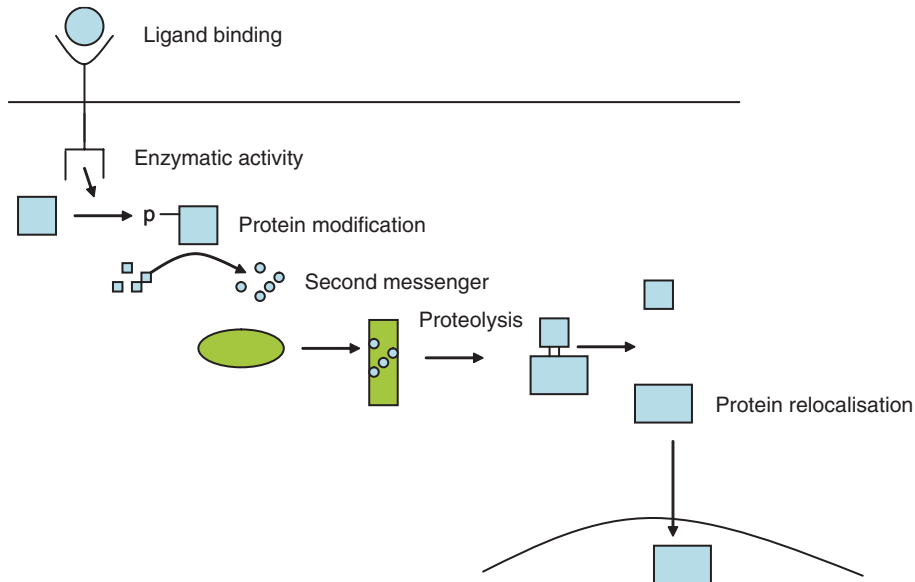 Ligand binding
Enzymatic activity
p
Protein modification
Second messenger
Proteolysis
Protein relocalisation